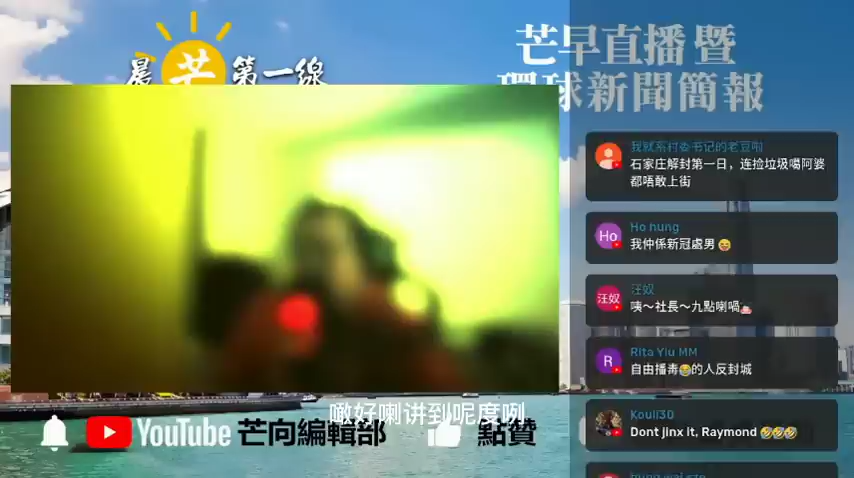 晨芒第一線
芒早直播暨
環球新聞簡報
我就系村委书记的老豆啦
石家庄解封第一日，连捡垃圾嘅阿婆
都唔敢上街
Ho hung
我仲係新冠處男😄
汪奴
咦～社長～九點喇喎
Rita Yiu MM
自由播毒😂的人反封城
Kouli30
Dont jinx it, Raymond 🤣🤣🤣
噉好喇讲到呢度咧
YouTube 芒向編輯部 點贊